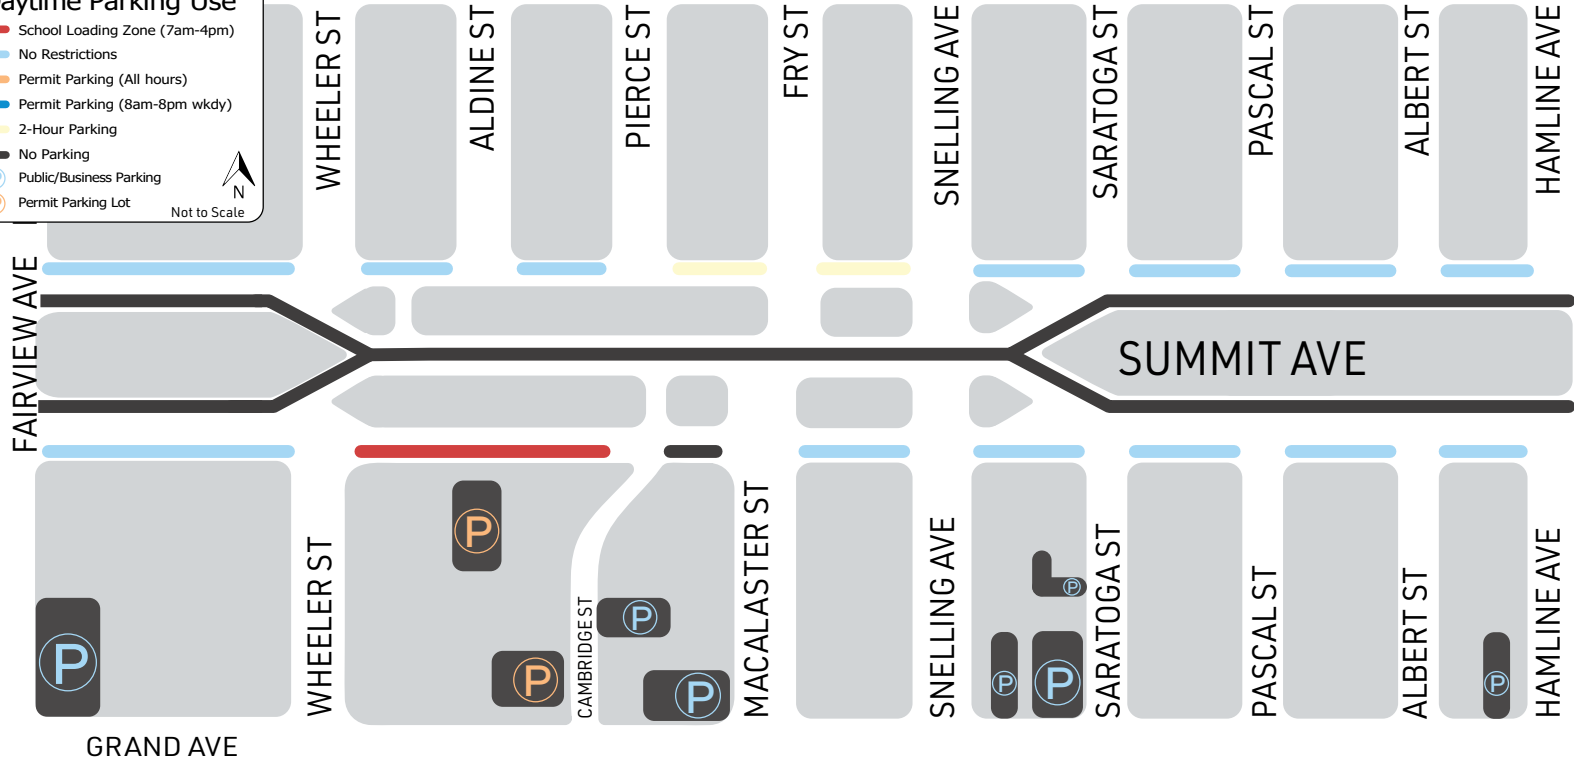 aytime Parking Use
School Loading Zone (7am-4pm)
No Restrictions
Permit Parking (All hours)
Permit Parking (8am-8pm wkdy)
2-Hour Parking
No Parking
Public/Business Parking
Permit Parking Lot
N
Not to Scale
WHEELER ST
ALDINE ST
PIERCE ST
FRY ST
SNELLING AVE
SARATOGA ST
PASCAL ST
ALBERT ST
HAMLINE AVE
FAIRVIEW AVE
SUMMIT AVE
WHEELER ST
CAMBRIDGE ST
MACALASTER ST
SNELLING AVE
SARATOGA ST
PASCAL ST
ALBERT ST
HAMLINE AVE
P
P
P
P
P
P
P
P
P
GRAND AVE